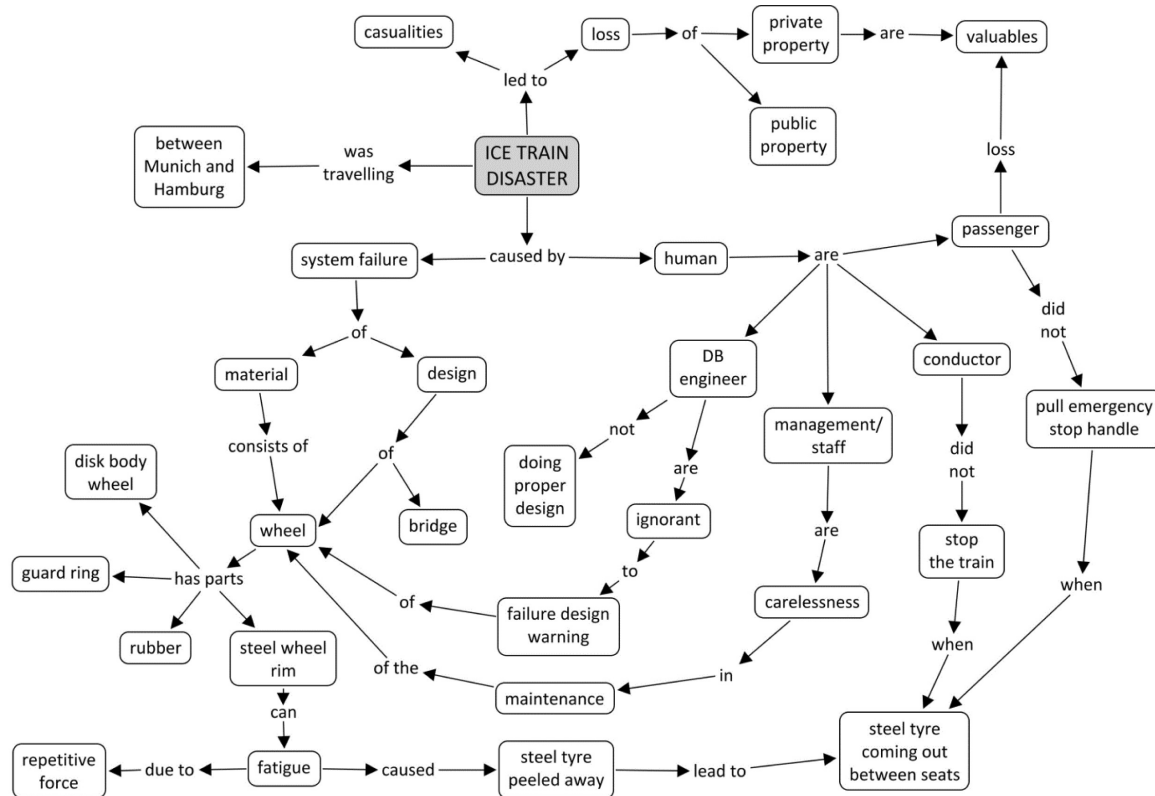 casualities
loss
of
private
property
are
valuables
led to
public
property
between
Munich and
Hamburg
was
travelling
ICE TRAIN
DISASTER
loss
passenger
system failure
caused by
human
are
did
not
of
material
design
DB
engineer
conductor
pull emergency
stop handle
management/
staff
not
consists of
of
disk body
wheel
doing
proper
design
are
did
not
wheel
bridge
ignorant
are
stop
the train
guard ring
has parts
to
when
of
failure design
warning
carelessness
rubber
steel wheel
rim
of the
maintenance
in
when
can
steel tyre
coming out
between seats
repetitive
force
due to
fatigue
caused
steel tyre
peeled away
lead to